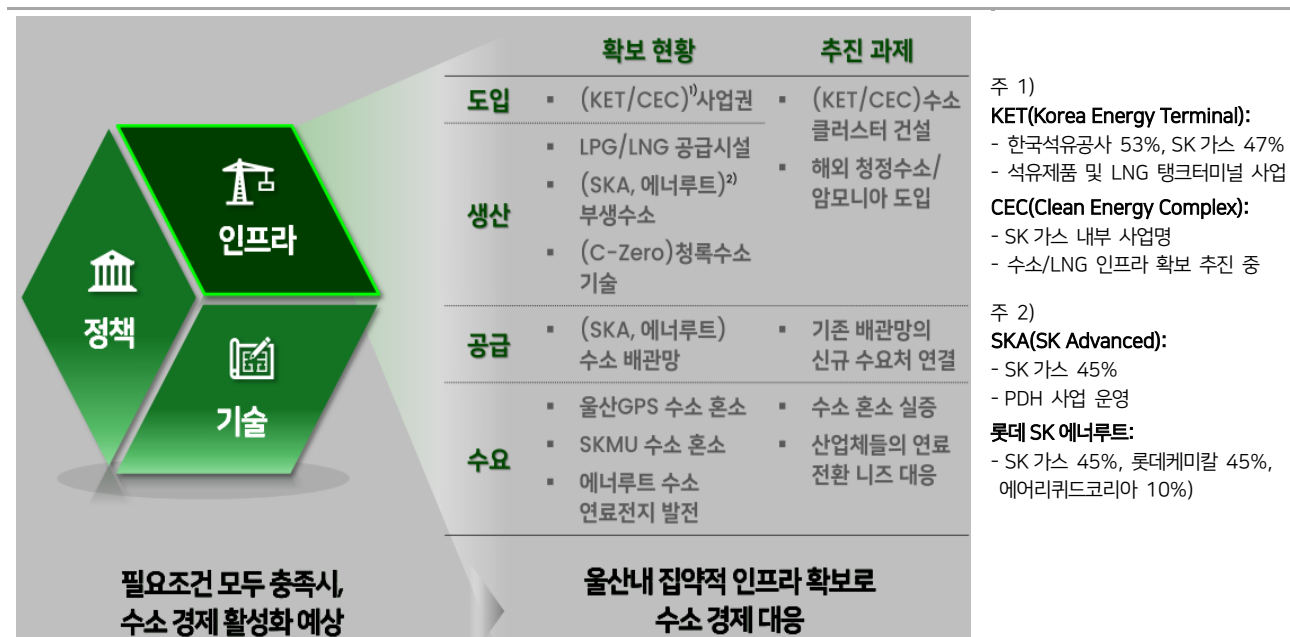 인프라
정책
기술
필요조건 모두 충족시,
수소 경제 활성화 예상
확보 현황
추진 과제
도입
▪ (KET/CEC)¹⁾사업권
▪ (KET/CEC)수소
클러스터 건설
▪ 해외 청정수소/
암모니아 도입
생산
▪ LPG/LNG 공급시설
▪ (SKA, 에너루트)²⁾
부생수소
▪ (C-Zero)청록수소
기술
공급
▪ (SKA, 에너루트)
수소 배관망
▪ 기존 배관망의
신규 수요처 연결
수요
▪ 울산GPS 수소 혼소
▪ SKMU 수소 혼소
▪ 에너루트 수소
연료전지 발전
▪ 수소 혼소 실증
▪ 산업체들의 연료
전환 니즈 대응
울산내 집약적 인프라 확보로
수소 경제 대응
주 1)
KET(Korea Energy Terminal):
- 한국석유공사 53%, SK가스 47%
- 석유제품 및 LNG 탱크터미널 사업
CEC(Clean Energy Complex):
- SK가스 내부 사업명
- 수소/LNG 인프라 확보 추진 중
주 2)
SKA(SK Advanced):
- SK가스 45%
- PDH 사업 운영
롯데 SK 에너루트:
- SK가스 45%, 롯데케미칼 45%,
에어리퀴드코리아 10%)